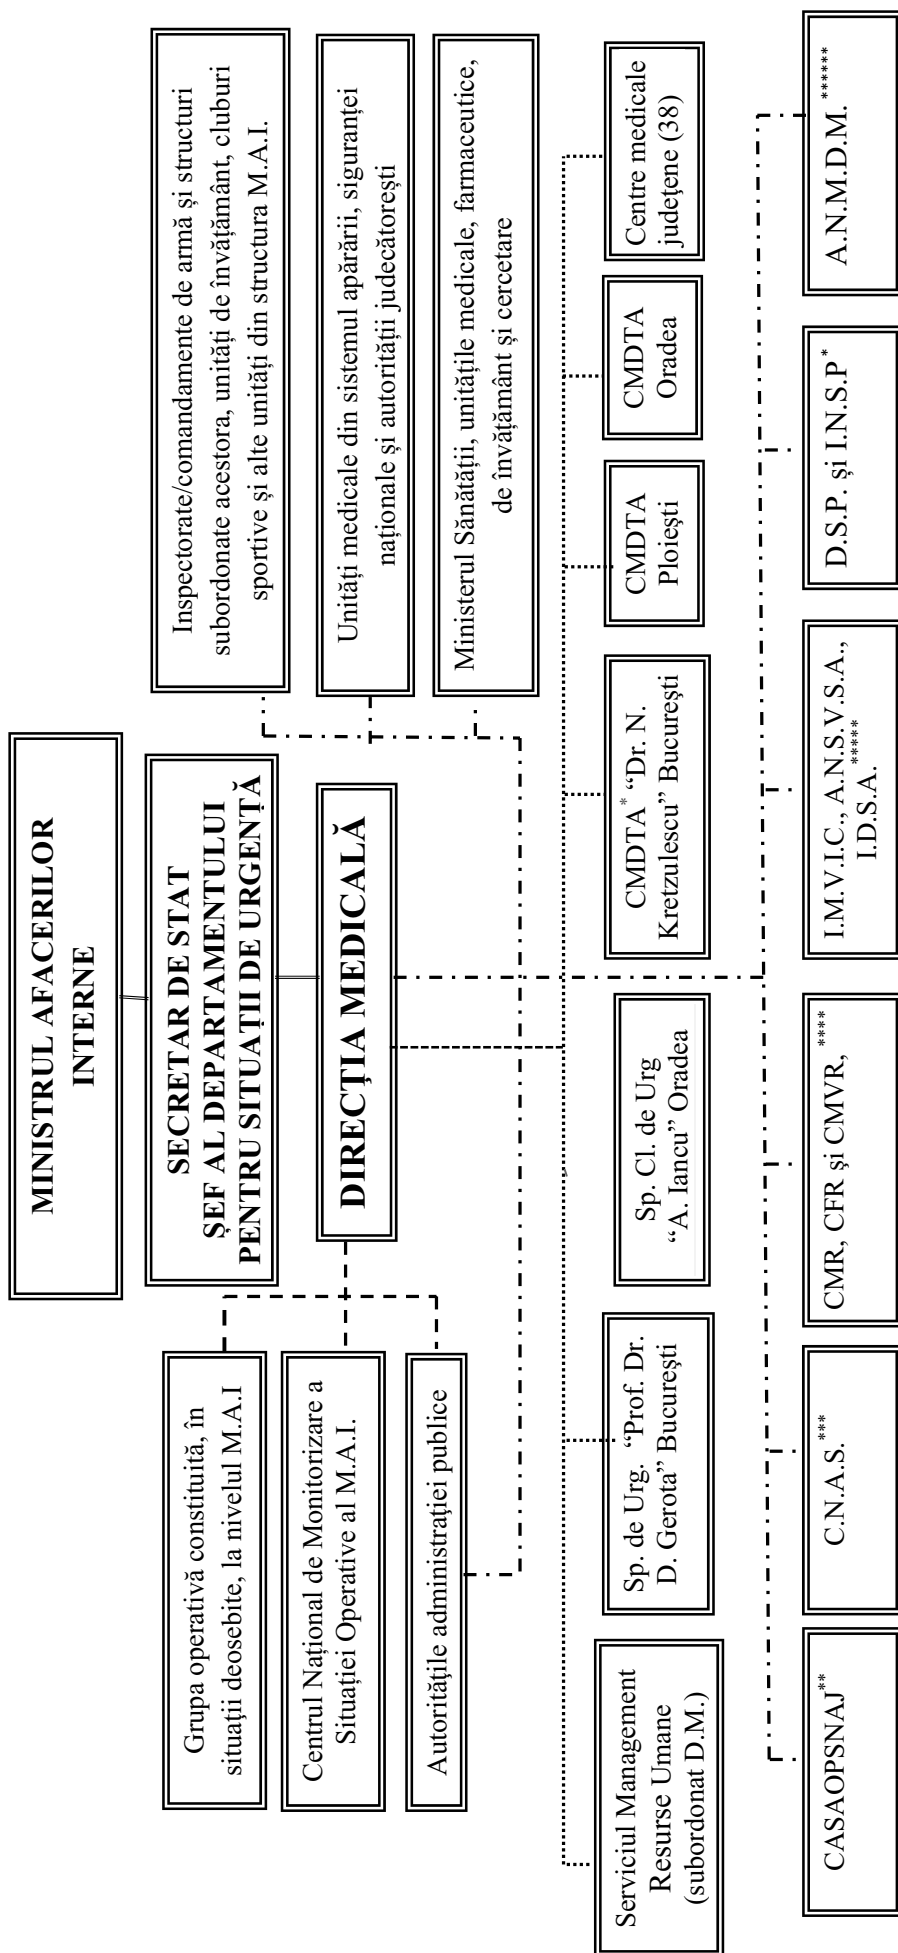 MINISTRUL AFACERILOR
INTERNE
SECRETAR DE STAT
ȘEF AL DEPARTAMENTULUI
PENTRU SITUAȚII DE URGENȚĂ
DIRECŢIA MEDICALĂ
Grupa operativă constituită, în
situaţii deosebite, la nivelul M.A.I
Centrul Național de Monitorizare a
Situației Operative al M.A.I.
Autorităţile administraţiei publice
Inspectorate/comandamente de armă și structuri
subordonate acestora, unități de învățământ, cluburi
sportive și alte unități din structura M.A.I.
Unități medicale din sistemul apărării, siguranței
naționale și autorității judecătorești
Ministerul Sănătății, unitățile medicale, farmaceutice,
de învățământ și cercetare
Serviciul Management
Resurse Umane
(subordonat D.M.)
Sp. de Urg. “Prof. Dr.
D. Gerota” București
Sp. Cl. de Urg
“A. Iancu” Oradea
CMDTA* “Dr. N.
Kretzulescu” București
CMDTA
Ploiești
CMDTA
Oradea
Centre medicale
județene (38)
CASAOPSNAJ**
C.N.A.S.***
CMR, CFR și CMVR, ****
I.M.V.I.C., A.N.S.V.S.A.,
I.D.S.A. *****
D.S.P. și I.N.S.P *
A.N.M.D.M. ******